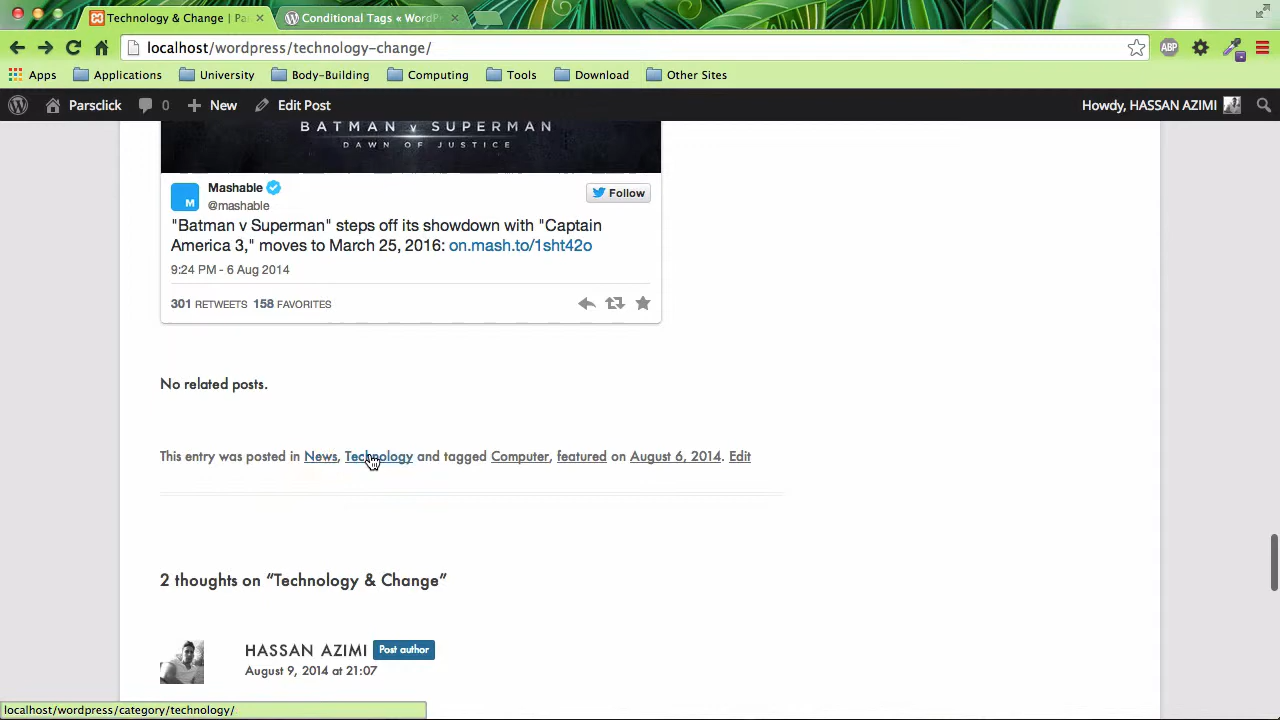 Technology & Change | Pa
Conditional Tags « WordPr
localhost/wordpress/technology-change/
ABP
Apps Applications University Body-Building Computing Tools Download Other Sites
Parsclick 0 New Edit Post Howdy, HASSAN AZIMI
BATMAN V SUPERMAN
DAWN OF JUSTICE
M
Mashable
@mashable
Follow
"Batman v Superman" steps off its showdown with "Captain
America 3," moves to March 25, 2016: on.mash.to/1sht42o
9:24 PM - 6 Aug 2014
301 RETWEETS 158 FAVORITES
No related posts.
This entry was posted in News, Technology and tagged Computer, featured on August 6, 2014. Edit
2 thoughts on “Technology & Change”
HASSAN AZIMI Post author
August 9, 2014 at 21:07
localhost/wordpress/category/technology/